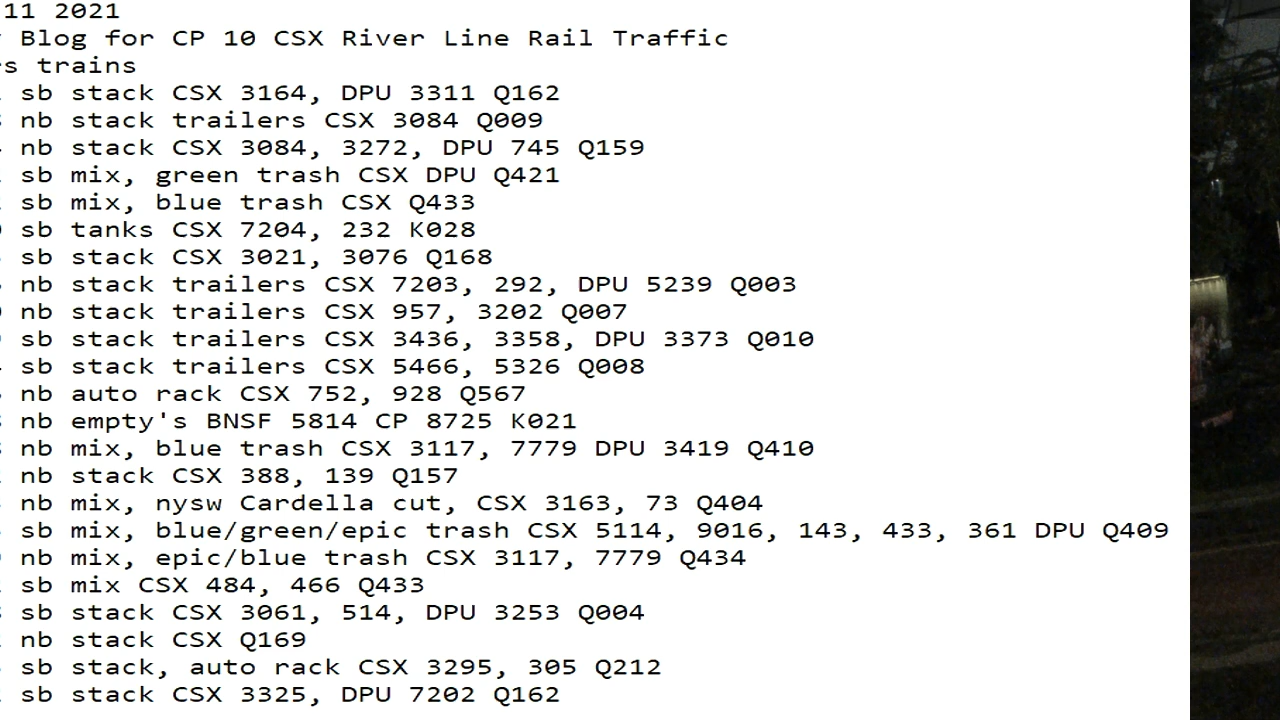 11 2021
Blog for CP 10 CSX River Line Rail Traffic
s trains
sb stack CSX 3164, DPU 3311 Q162
nb stack trailers CSX 3084 Q009
nb stack CSX 3084, 3272, DPU 745 Q159
sb mix, green trash CSX DPU Q421
sb mix, blue trash CSX Q433
sb tanks CSX 7204, 232 K028
sb stack CSX 3021, 3076 Q168
nb stack trailers CSX 7203, 292, DPU 5239 Q003
nb stack trailers CSX 957, 3202 Q007
sb stack trailers CSX 3436, 3358, DPU 3373 Q010
sb stack trailers CSX 5466, 5326 Q008
nb auto rack CSX 752, 928 Q567
nb empty's BNSF 5814 CP 8725 K021
nb mix, blue trash CSX 3117, 7779 DPU 3419 Q410
nb stack CSX 388, 139 Q157
nb mix, nysw Cardella cut, CSX 3163, 73 Q404
sb mix, blue/green/epic trash CSX 5114, 9016, 143, 433, 361 DPU Q409
nb mix, epic/blue trash CSX 3117, 7779 Q434
sb mix CSX 484, 466 Q433
sb stack CSX 3061, 514, DPU 3253 Q004
nb stack CSX Q169
sb stack, auto rack CSX 3295, 305 Q212
sb stack CSX 3325, DPU 7202 Q162